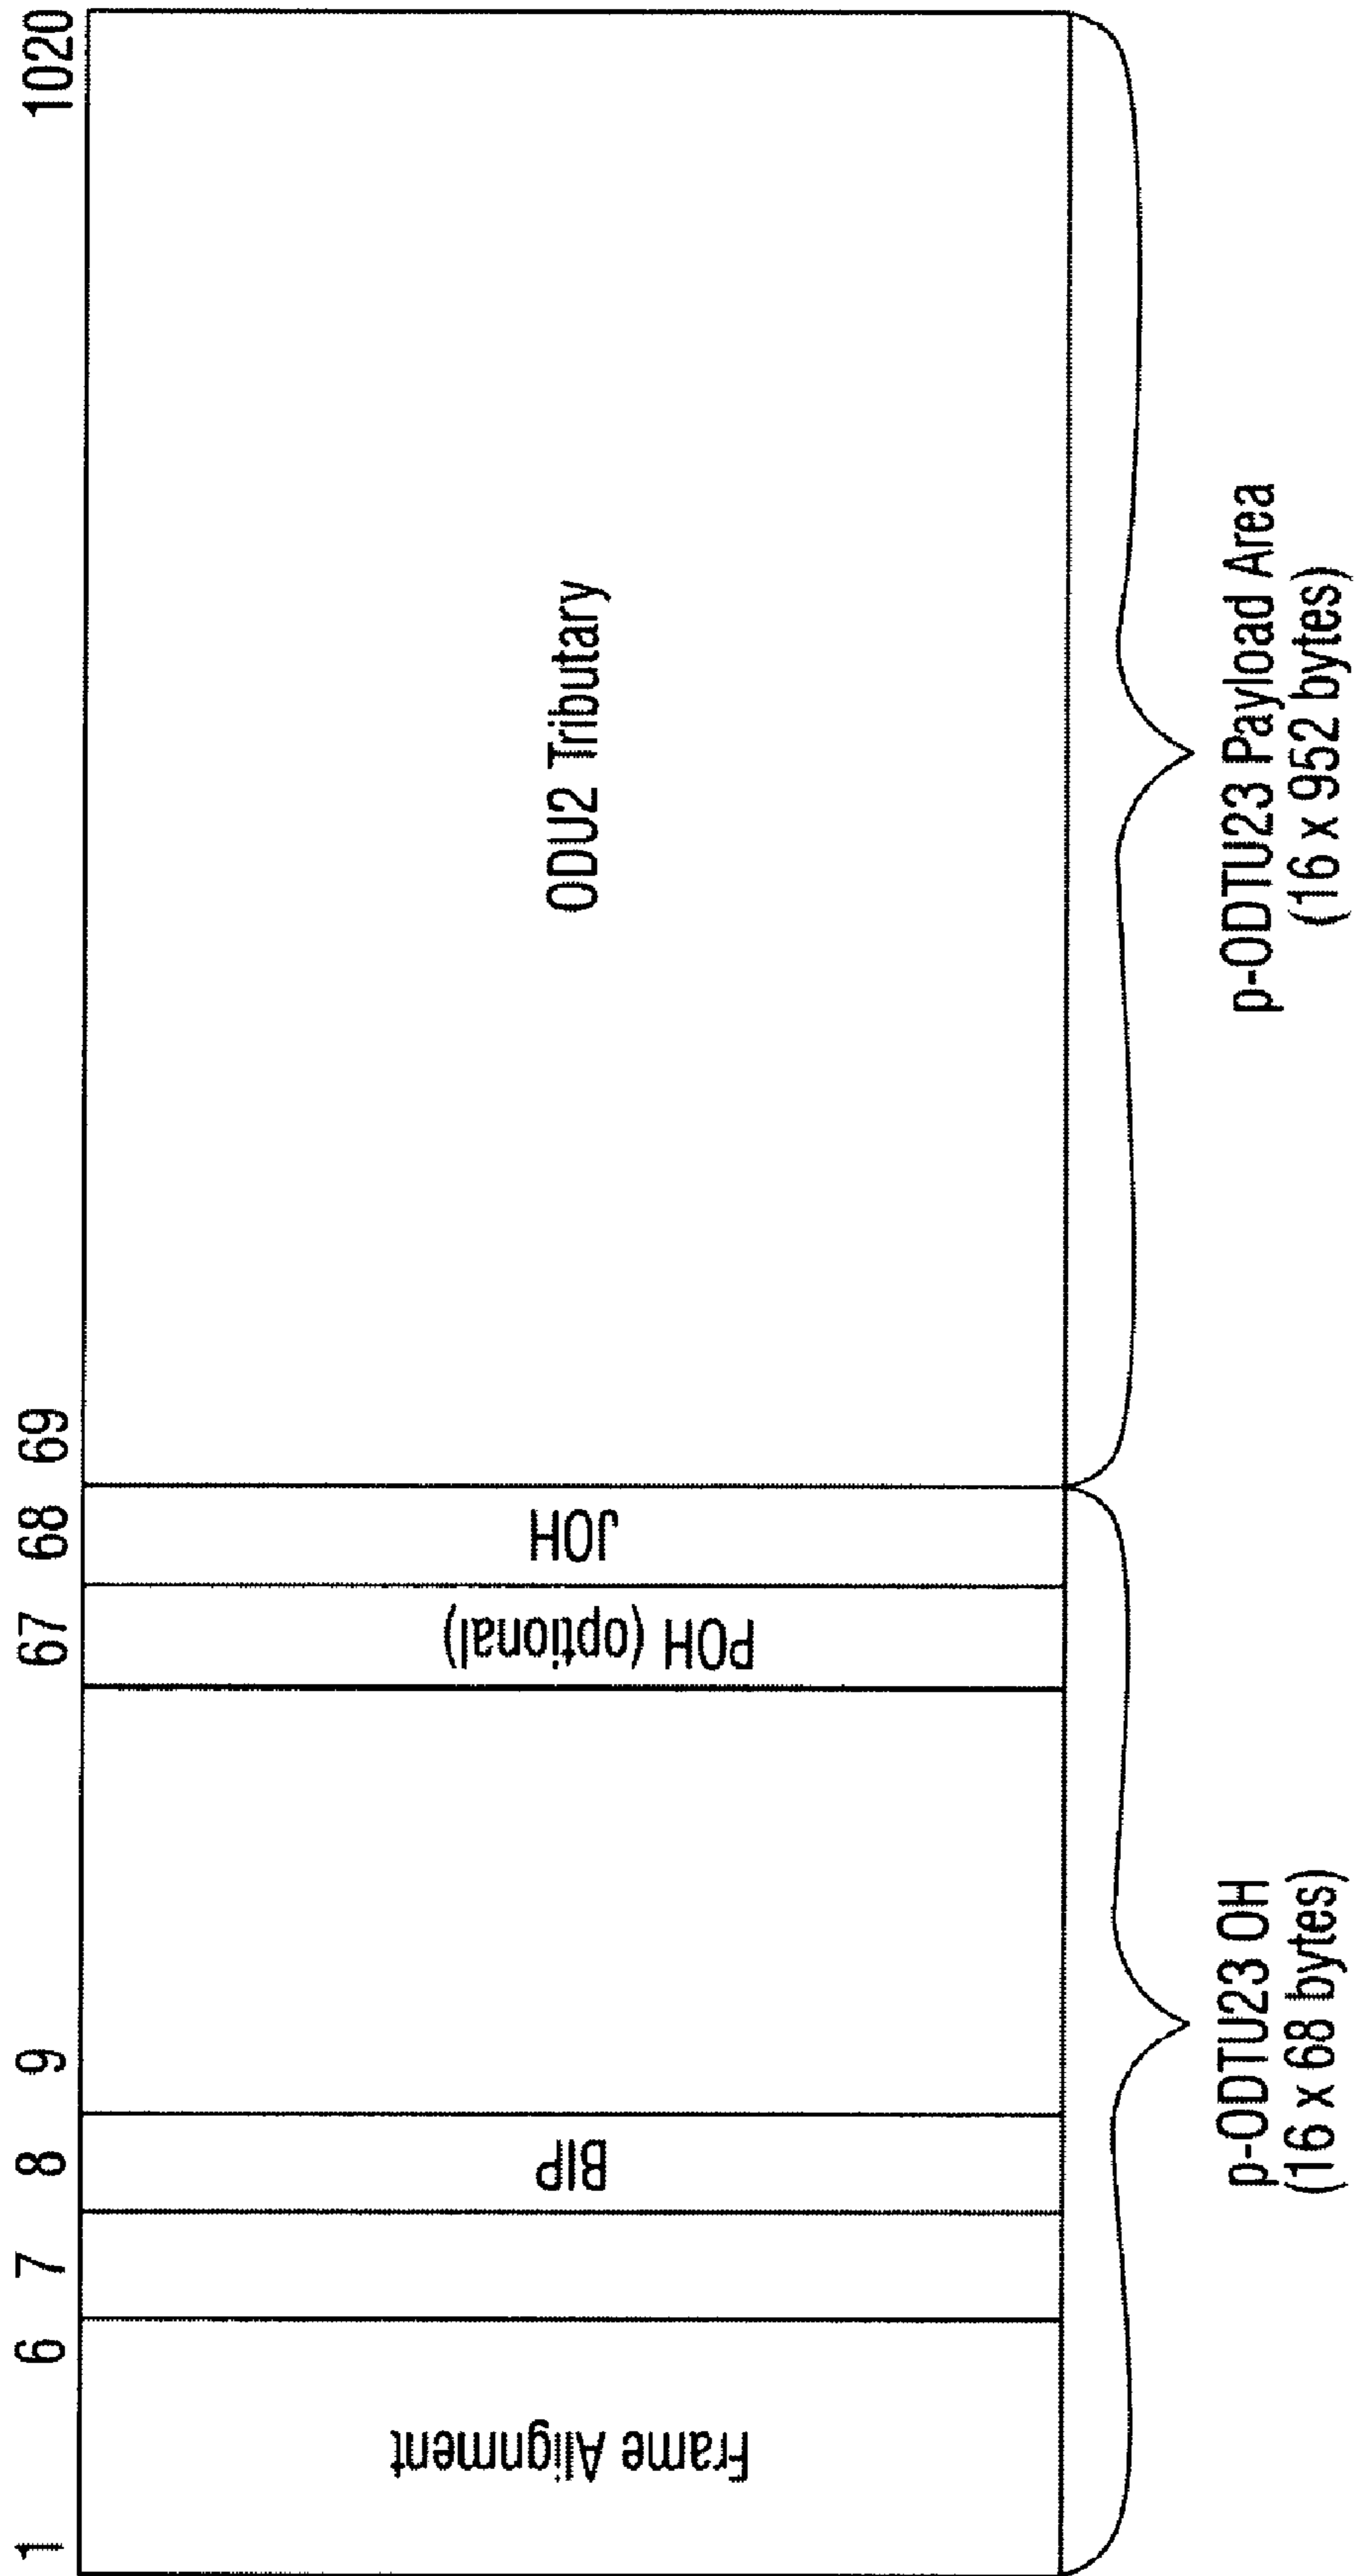 1 6 7 8 9 67 68 69 1020
Frame Alignment
BIP
POH (optional)
JOH
ODU2 Tributary
p-ODTU23 OH
(16 x 68 bytes)
p-ODTU23 Payload Area
(16 x 952 bytes)